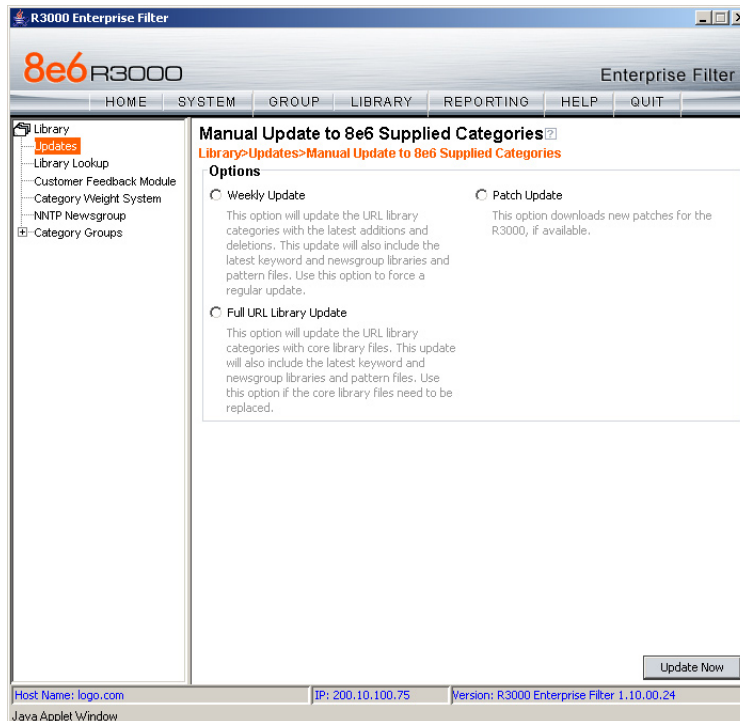 R3000 Enterprise Filter
8e6 R3000
Enterprise Filter
HOME SYSTEM GROUP LIBRARY REPORTING HELP QUIT
Library
Updates
Library Lookup
Customer Feedback Module
Category Weight System
NNTP Newsgroup
Category Groups
Manual Update to 8e6 Supplied Categories
Library>Updates>Manual Update to 8e6 Supplied Categories
Options
Weekly Update
This option will update the URL library
categories with the latest additions and
deletions. This update will also include the
latest keyword and newsgroup libraries and
pattern files. Use this option to force a
regular update.
Patch Update
This option downloads new patches for the
R3000, if available.
Full URL Library Update
This option will update the URL library
categories with core library files. This update
will also include the latest keyword and
newsgroup libraries and pattern files. Use
this option if the core library files need to be
replaced.
Update Now
Host Name: logo.com
IP: 200.10.100.75
Version: R3000 Enterprise Filter 1.10.00.24
Java Applet Window